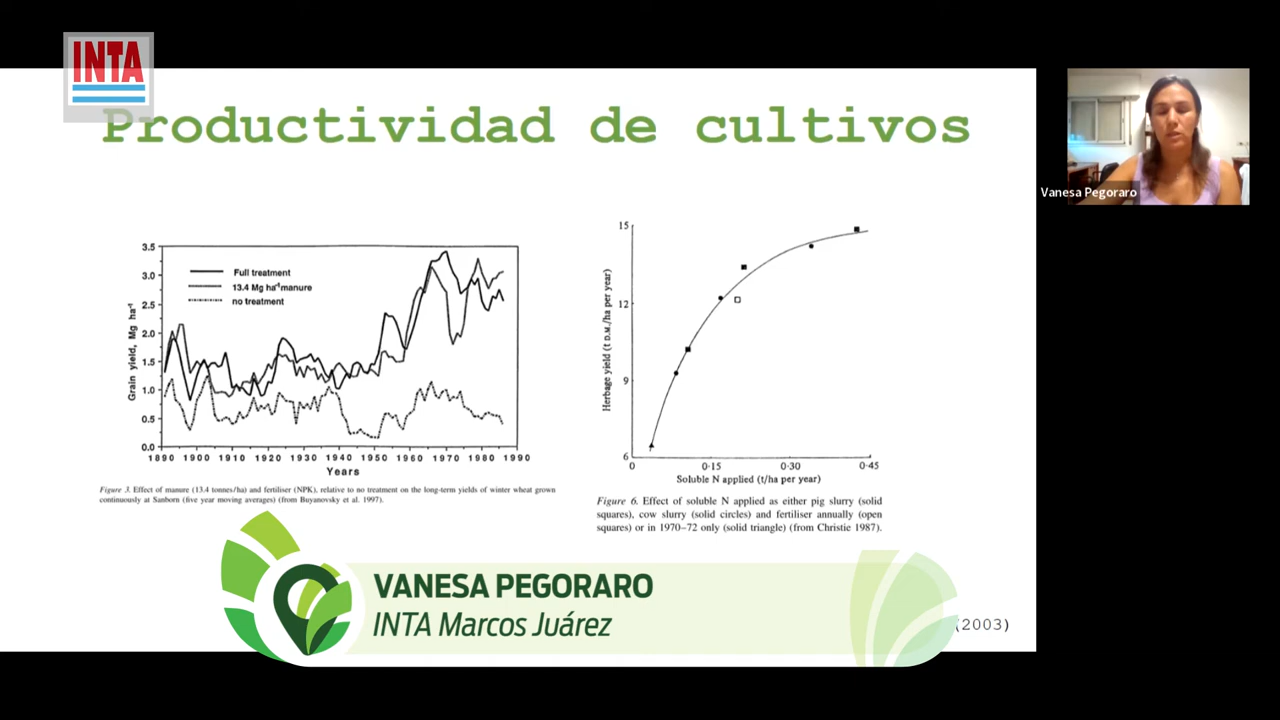 INTA
Productividad de cultivos
Vanesa Pegoraro
3.5
3.0
2.5
2.0
1.5
1.0
0.5
0.0
Grain yield, Mg ha⁻¹
Full treatment
13.4 Mg ha⁻¹manure
no treatment
1890 1900 1910 1920 1930 1940 1950 1960 1970 1980 1990
Years
Figure 3. Effect of manure (13.4 tonnes/ha) and fertiliser (NPK), relative to no treatment on the long-term yields of winter wheat grown
continuously at Sanborn (five year moving averages) (from Buyanovsky et al. 1997).
15
12
9
6
Herbage yield (t D.M./ha per year)
0 0·15 0·30 0·45
Soluble N applied (t/ha per year)
Figure 6. Effect of soluble N applied as either pig slurry (solid
squares), cow slurry (solid circles) and fertiliser annually (open
squares) or in 1970–72 only (solid triangle) (from Christie 1987).
VANESA PEGORARO
INTA Marcos Juárez
(2003)